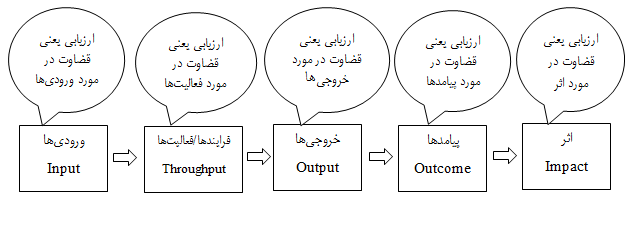 ارزیابی یعنی
قضاوت در
مورد ورودی‌ها
ارزیابی یعنی
قضاوت در
مورد فعالیت‌ها
ارزیابی یعنی
قضاوت در مورد
خروجی‌ها
ارزیابی یعنی
قضاوت در
مورد پیامدها
ارزیابی یعنی
قضاوت در
مورد اثر
ورودی‌ها
Input
فرایندها/فعالیت‌ها
Throughput
خروجی‌ها
Output
پیامدها
Outcome
اثر
Impact